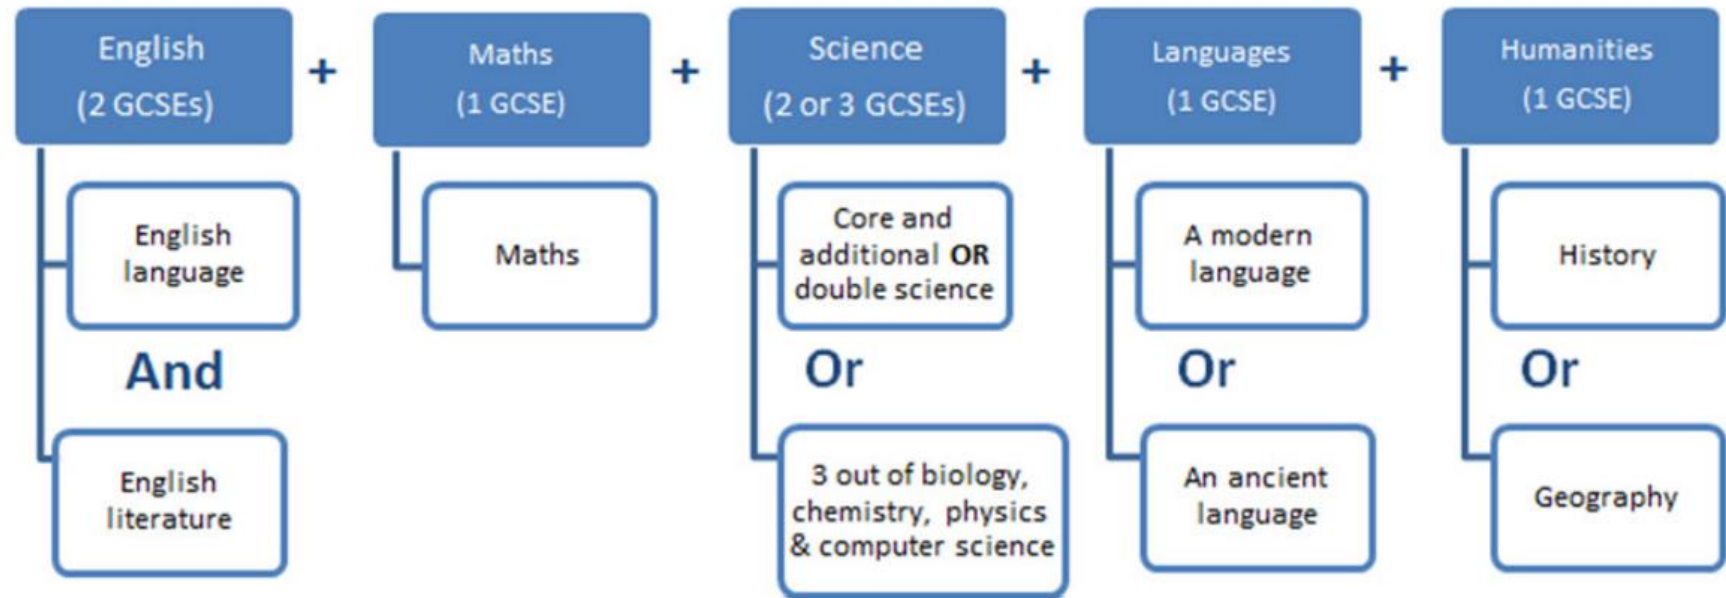 English
(2 GCSEs)
+
Maths
(1 GCSE)
+
Science
(2 or 3 GCSEs)
+
Languages
(1 GCSE)
+
Humanities
(1 GCSE)
English
language
And
English
literature
Maths
Core and
additional OR
double science
Or
3 out of biology,
chemistry, physics
& computer science
A modern
language
Or
An ancient
language
History
Or
Geography